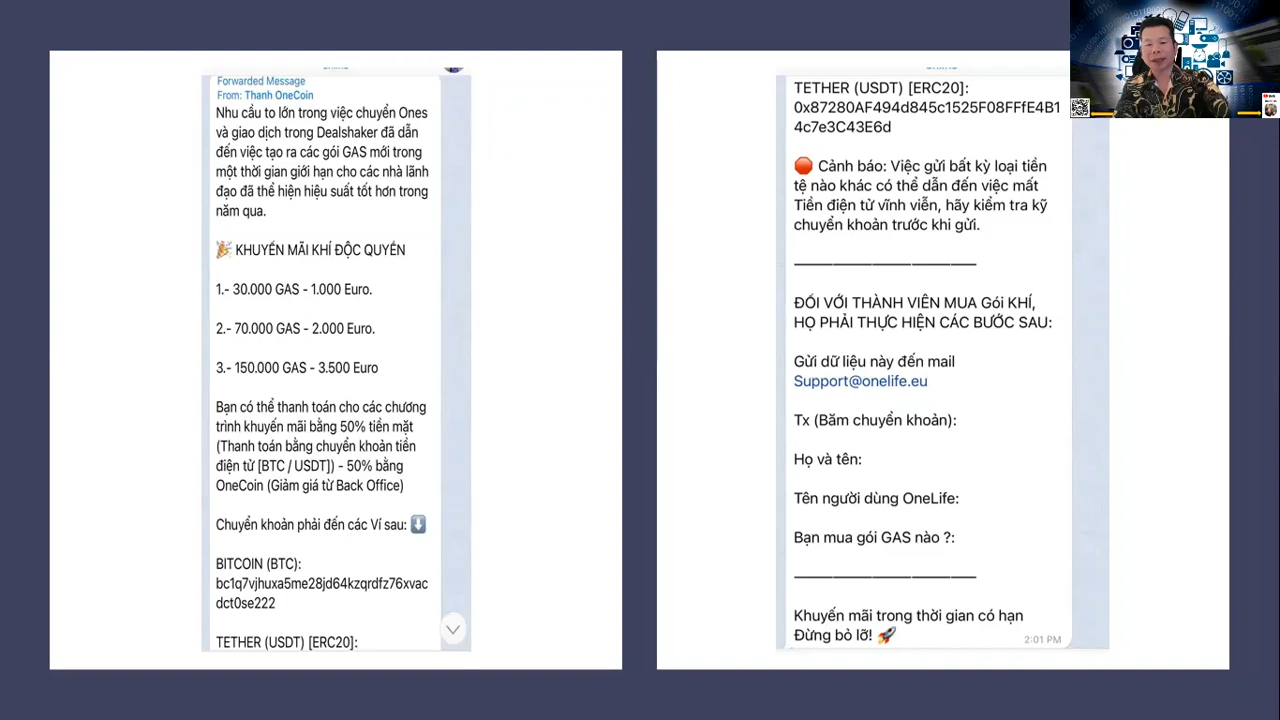 Forwarded Message
From: Thanh OneCoin
Nhu cầu to lớn trong việc chuyển Ones
và giao dịch trong Dealshaker đã dẫn
đến việc tạo ra các gói GAS mới trong
một thời gian giới hạn cho các nhà lãnh
đạo đã thể hiện hiệu suất tốt hơn trong
năm qua.
🎉 KHUYẾN MÃI KHÍ ĐỘC QUYỀN
1.- 30.000 GAS - 1.000 Euro.
2.- 70.000 GAS - 2.000 Euro.
3.- 150.000 GAS - 3.500 Euro
Bạn có thể thanh toán cho các chương
trình khuyến mãi bằng 50% tiền mặt
(Thanh toán bằng chuyển khoản tiền
điện tử [BTC / USDT]) - 50% bằng
OneCoin (Giảm giá từ Back Office)
Chuyển khoản phải đến các Ví sau: ⬇️
BITCOIN (BTC):
bc1q7vjhuxa5me28jd64kzqrdfz76xvac
dct0se222
TETHER (USDT) [ERC20]:
TETHER (USDT) [ERC20]:
0x87280AF494d845c1525F08FFfE4B1
4c7e3C43E6d
🛑 Cảnh báo: Việc gửi bất kỳ loại tiền
tệ nào khác có thể dẫn đến việc mất
Tiền điện tử vĩnh viễn, hãy kiểm tra kỹ
chuyển khoản trước khi gửi.
ĐỐI VỚI THÀNH VIÊN MUA Gói KHÍ,
HỌ PHẢI THỰC HIỆN CÁC BƯỚC SAU:
Gửi dữ liệu này đến mail
Support@onelife.eu
Tx (Băm chuyển khoản):
Họ và tên:
Tên người dùng OneLife:
Bạn mua gói GAS nào ?:
Khuyến mãi trong thời gian có hạn
Đừng bỏ lỡ! 🚀
2:01 PM